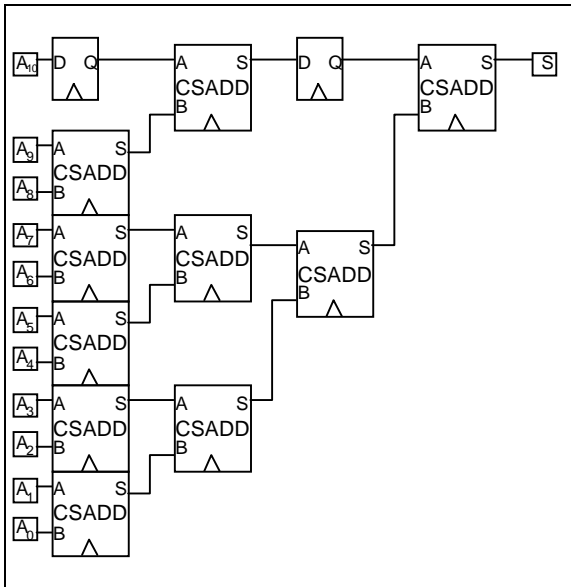 A10 D Q A S D Q A S S
CSADD CSADD
B B
A9 A S
CSADD
A8 B
A7 A S A S
CSADD CSADD
A6 B B
A S
CSADD
B
A5 A S
CSADD
A4 B
A3 A S A S
CSADD CSADD
A2 B B
A1 A S
CSADD
A0 B